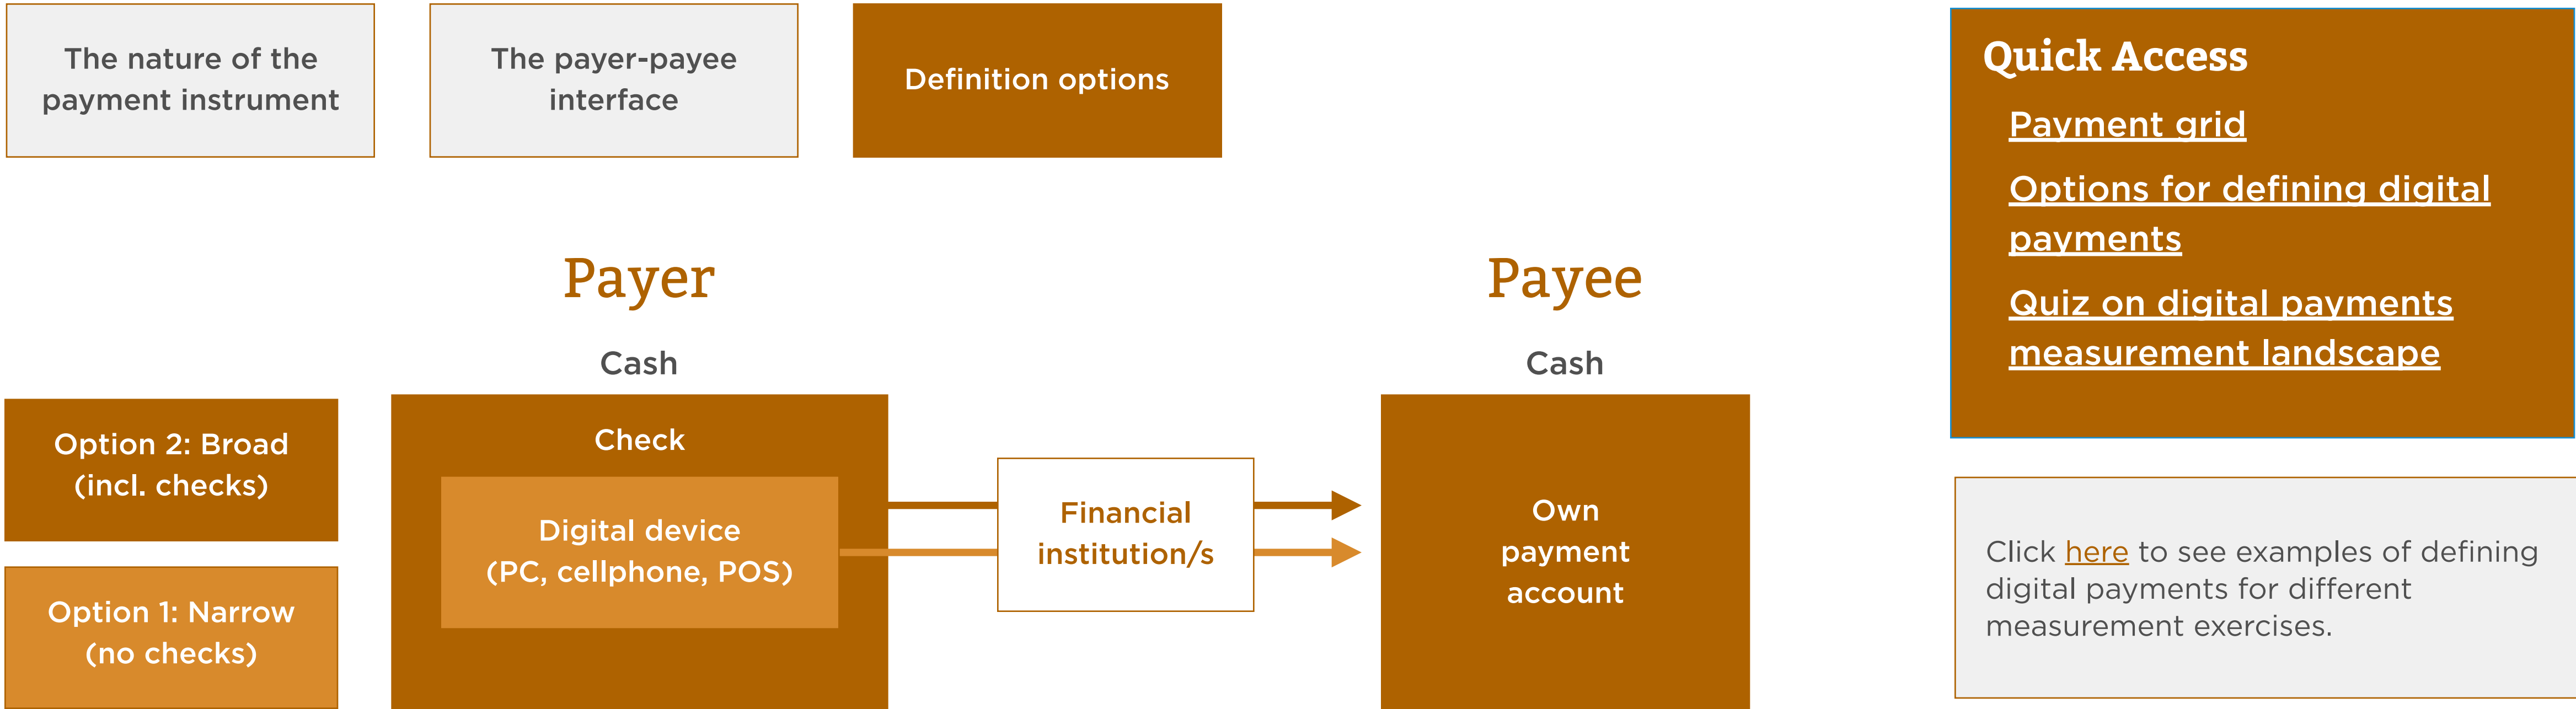 The nature of the
payment instrument
The payer-payee
interface
Definition options
Payer
Payee
Cash
Cash
Option 2: Broad
(incl. checks)
Option 1: Narrow
(no checks)
Check
Digital device
(PC, cellphone, POS)
Financial
institution/s
Own
payment
account
Quick Access
Payment grid
Options for defining digital
payments
Quiz on digital payments
measurement landscape
Click here to see examples of defining
digital payments for different
measurement exercises.